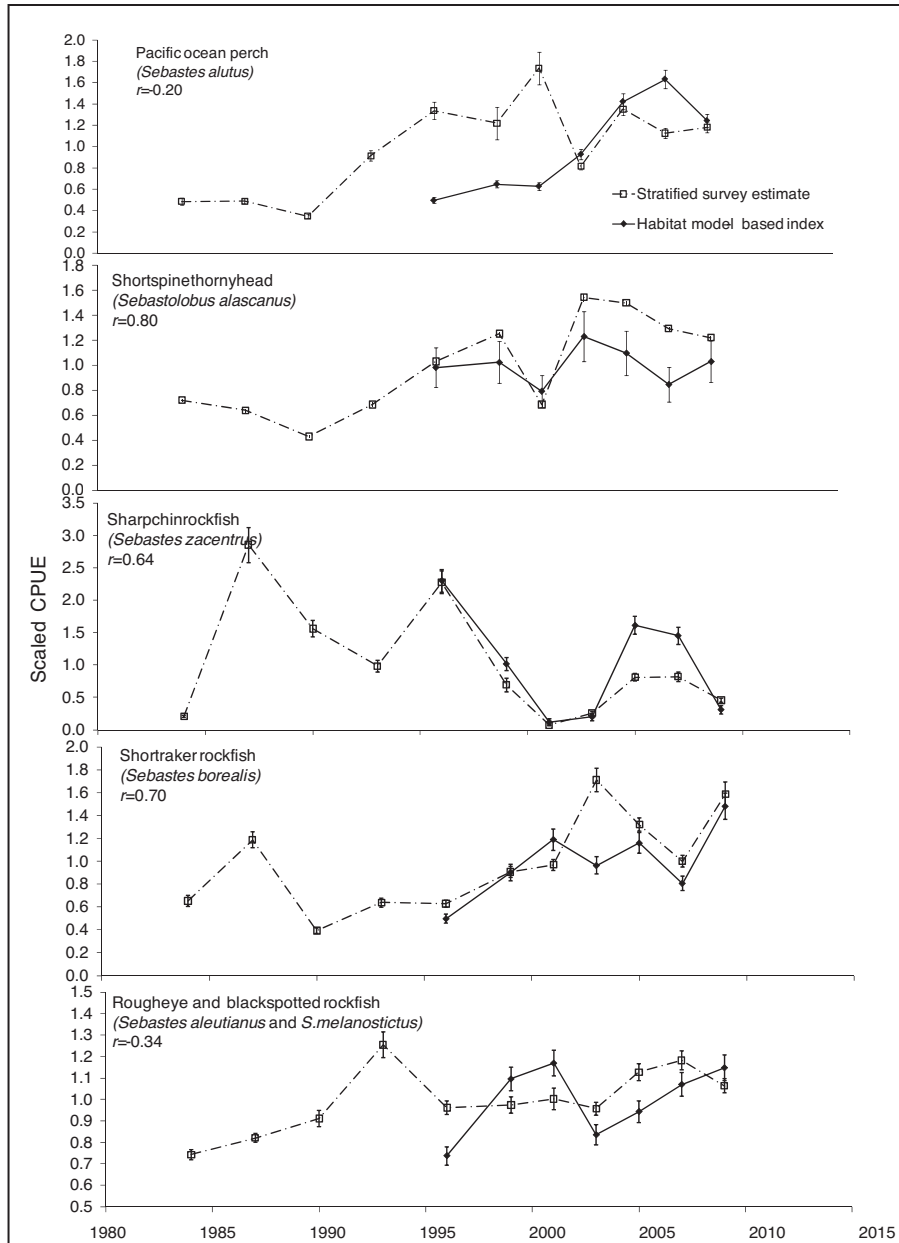 Scaled CPUE
2.0
1.8
1.6
1.4
1.2
1.0
0.8
0.6
0.4
0.2
0.0
Pacific ocean perch
(Sebastes alutus)
r=-0.20
Stratified survey estimate
Habitat model based index
1.8
1.6
1.4
1.2
1.0
0.8
0.6
0.4
0.2
0.0
Shortspinethornyhead
(Sebastolobus alascanus)
r=0.80
3.5
3.0
2.5
2.0
1.5
1.0
0.5
0.0
Sharpchinrockfish
(Sebastes zacentrus)
r=0.64
2.0
1.8
1.6
1.4
1.2
1.0
0.8
0.6
0.4
0.2
0.0
Shortraker rockfish
(Sebastes borealis)
r=0.70
1.5
1.4
1.3
1.2
1.1
1.0
0.9
0.8
0.7
0.6
0.5
Rougheye and blackspotted rockfish
(Sebastes aleutianus and S.melanostictus)
r=-0.34
1980 1985 1990 1995 2000 2005 2010 2015